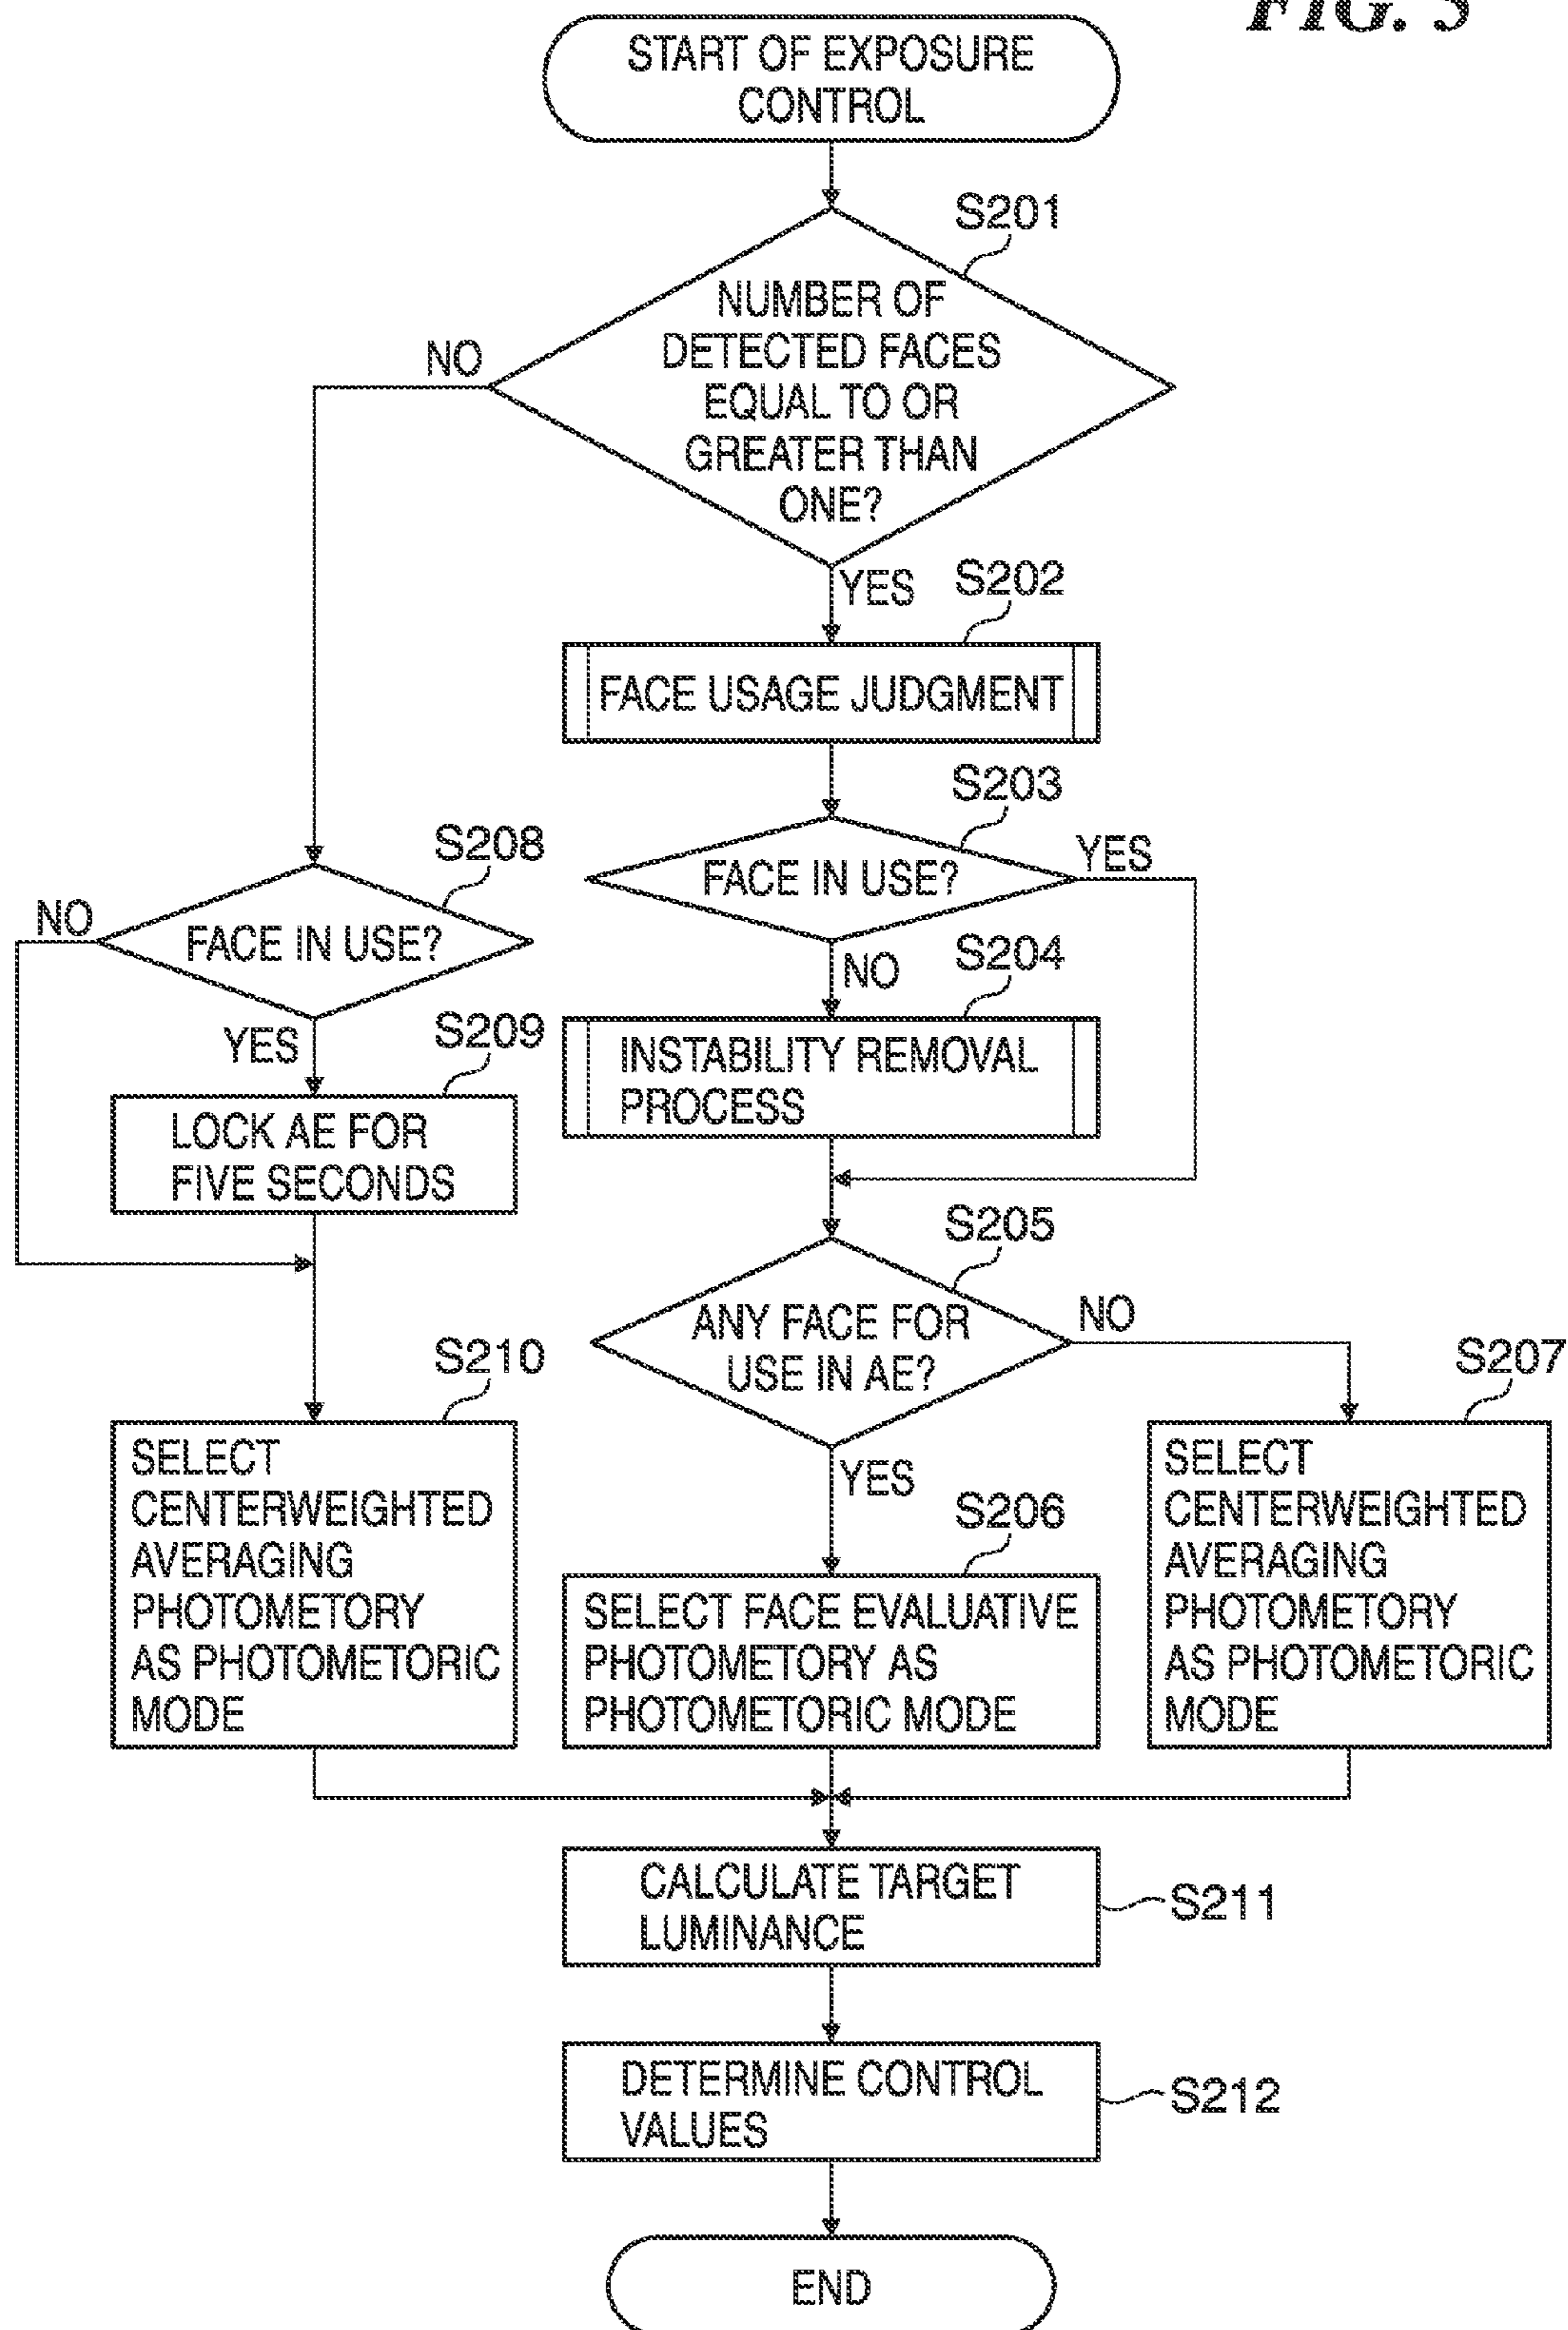 FIG.
START OF EXPOSURE
CONTROL
S201
NUMBER OF
DETECTED FACES
EQUAL TO OR
GREATER THAN
ONE?
NO
YES
S202
FACE USAGE JUDGMENT
S203
FACE IN USE?
YES
NO
S204
INSTABILITY REMOVAL
PROCESS
S208
FACE IN USE?
NO
YES
S209
LOCK AE FOR
FIVE SECONDS
S205
ANY FACE FOR
USE IN AE?
NO
YES
S210
SELECT
CENTERWEIGHTED
AVERAGING
PHOTOMETORY
AS PHOTOMETORIC
MODE
S206
SELECT FACE EVALUATIVE
PHOTOMETORY AS
PHOTOMETORIC MODE
S207
SELECT
CENTERWEIGHTED
AVERAGING
PHOTOMETORY
AS PHOTOMETORIC
MODE
CALCULATE TARGET
LUMINANCE
S211
DETERMINE CONTROL
VALUES
S212
END